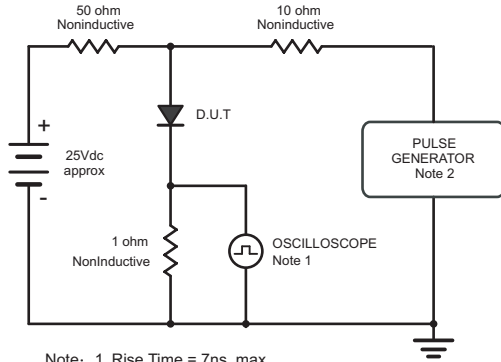 50 ohm
Noninductive
10 ohm
Noninductive
D.U.T
+
25Vdc
approx
-
PULSE
GENERATOR
Note 2
1 ohm
NonInductive
OSCILLOSCOPE
Note 1
Note: 1. Rise Time = 7ns, max.